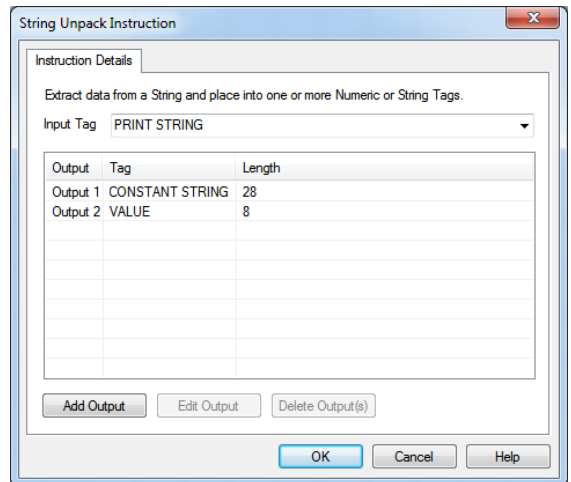 String Unpack Instruction
Instruction Details
Extract data from a String and place into one or more Numeric or String Tags.
Input Tag PRINT STRING
Output Tag Length
Output 1 CONSTANT STRING 28
Output 2 VALUE 8
Add Output Edit Output Delete Output(s)
OK Cancel Help